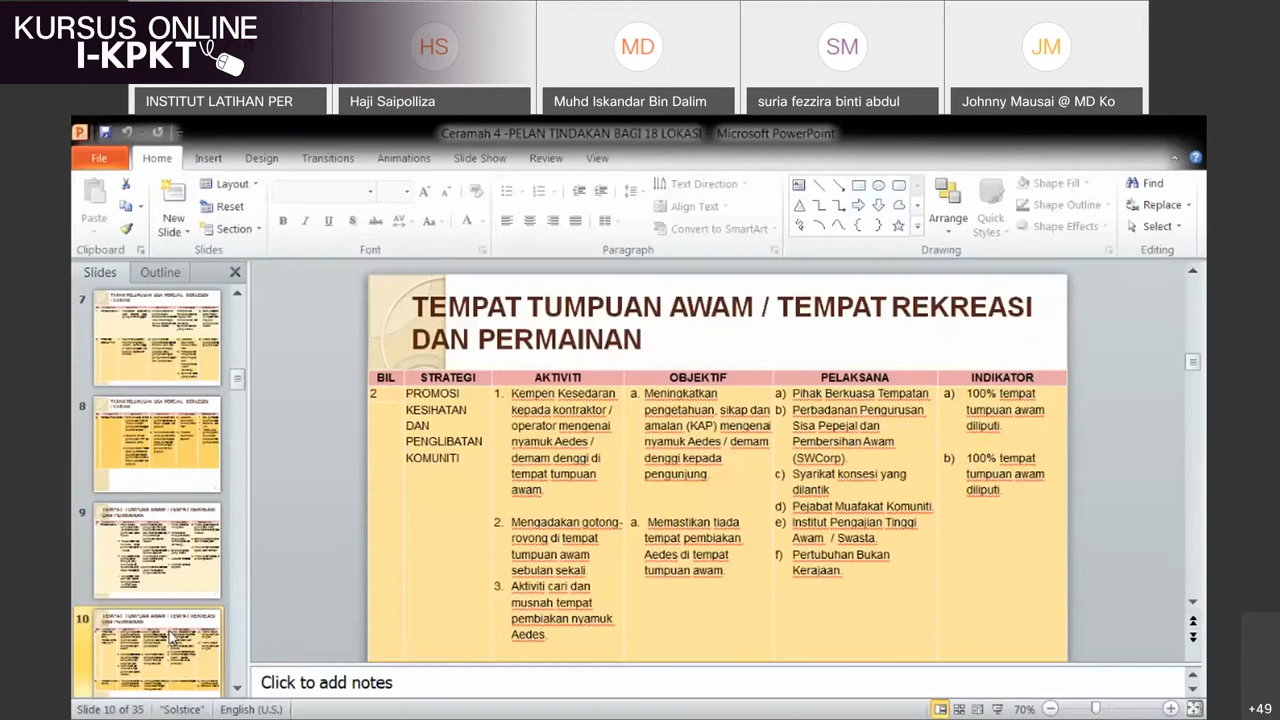 KURSUS ONLINE
I-KPKT
HS
MD
SM
JM
INSTITUT LATIHAN PER
Haji Saipolliza
Muhd Iskandar Bin Dalim
suria fezzira binti abdul
Johnny Mausai @ MD Ko
Ceramah 4 -PELAN TINDAKAN BAGI 18 LOKASI - Microsoft PowerPoint
File Home Insert Design Transitions Animations Slide Show Review View
Paste
New
Slide
Layout
Reset
Section
Text Direction
Align Text
Convert to SmartArt
Arrange
Quick
Styles
Shape Fill
Shape Outline
Shape Effects
Find
Replace
Select
Clipboard Slides Font Paragraph Drawing Editing
Slides Outline
7
8
9
10
TEMPAT TUMPUAN AWAM / TEMPAT REKREASI
DAN PERMAINAN
BIL STRATEGI AKTIVITI OBJEKTIF PELAKSANA INDIKATOR
2
PROMOSI
KESIHATAN
DAN
PENGLIBATAN
KOMUNITI
1. Kempen Kesedaran
kepada kontraktor /
operator mengenai
nyamuk Aedes /
demam denggi di
tempat tumpuan
awam.
2. Mengadakan gotong-
royong di tempat
tumpuan awam
sebulan sekali.
3. Aktiviti cari dan
musnah tempat
pembiakan nyamuk
Aedes.
a. Meningkatkan
pengetahuan, sikap dan
amalan (KAP) mengenai
nyamuk Aedes / demam
denggi kepada
pengunjung.
a. Memastikan tiada
tempat pembiakan
Aedes di tempat
tumpuan awam.
a) Pihak Berkuasa Tempatan
b) Perbadanan Pengurusan
Sisa Pepejal dan
Pembersihan Awam
(SWCorp).
c) Syarikat konsesi yang
dilantik
d) Pejabat Muafakat Komuniti.
e) Institut Pengajian Tinggi
Awam / Swasta.
f) Pertubuhan Bukan
Kerajaan.
a) 100% tempat
tumpuan awam
diliputi.
b) 100% tempat
tumpuan awam
diliputi.
Click to add notes
Slide 10 of 35 "Solstice" English (U.S.) 70%
+49